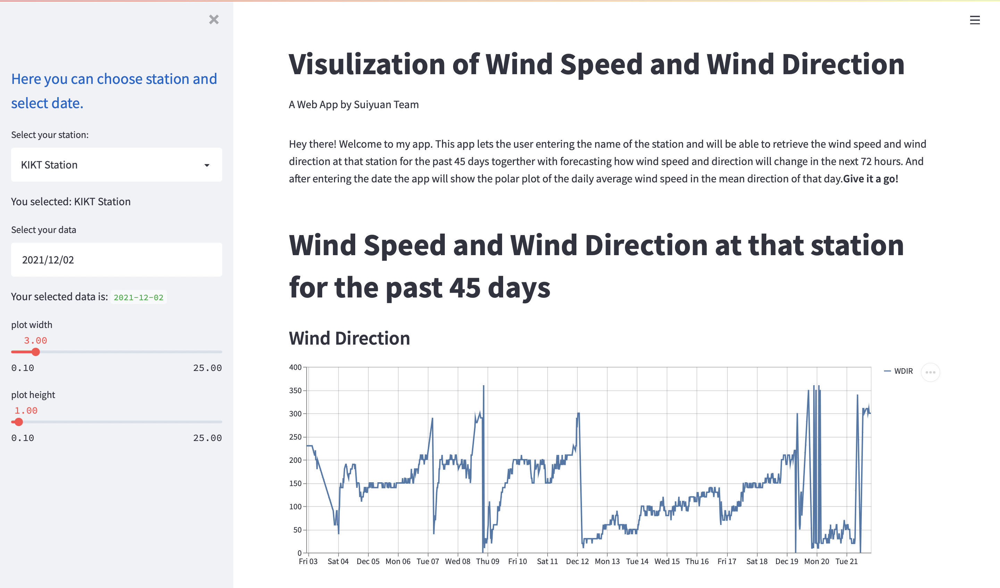 Here you can choose station and
select date.
Select your station:
KIKT Station
You selected: KIKT Station
Select your data
2021/12/02
Your selected data is: 2021-12-02
plot width
3.00
0.10 25.00
plot height
1.00
0.10 25.00
Visulization of Wind Speed and Wind Direction
A Web App by Suiyuan Team
Hey there! Welcome to my app. This app lets the user entering the name of the station and will be able to retrieve the wind speed and wind
direction at that station for the past 45 days togerther with forecasting how wind speed and direction will change in the next 72 hours. And
after entering the date the app will show the polar plot of the daily average wind speed in the mean direction of that day.Give it a go!
Wind Speed and Wind Direction at that station
for the past 45 days
Wind Direction
400
350
300
250
200
150
100
50
0
Fri 03 Sat 04 Dec 05 Mon 06 Tue 07 Wed 08 Thu 09 Fri 10 Sat 11 Dec 12 Mon 13 Tue 14 Wed 15 Thu 16 Fri 17 Sat 18 Dec 19 Mon 20 Tue 21
WDIR